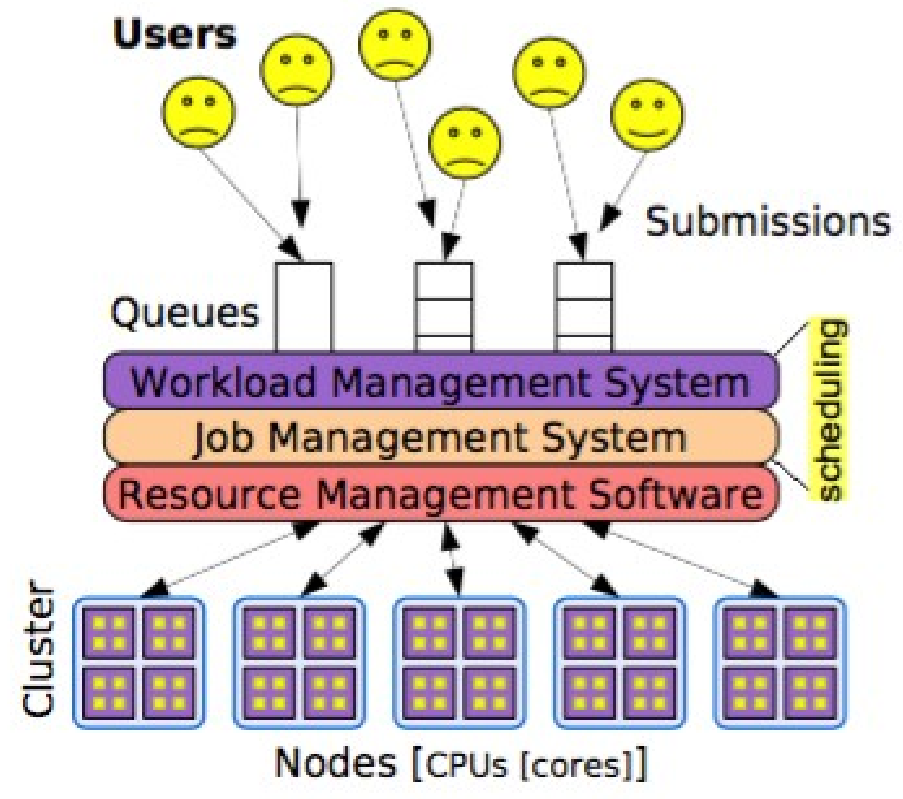 Users
Submissions
Queues
Workload Management System
Job Management System
Resource Management Software
scheduling
Cluster
Nodes [CPUs [cores]]